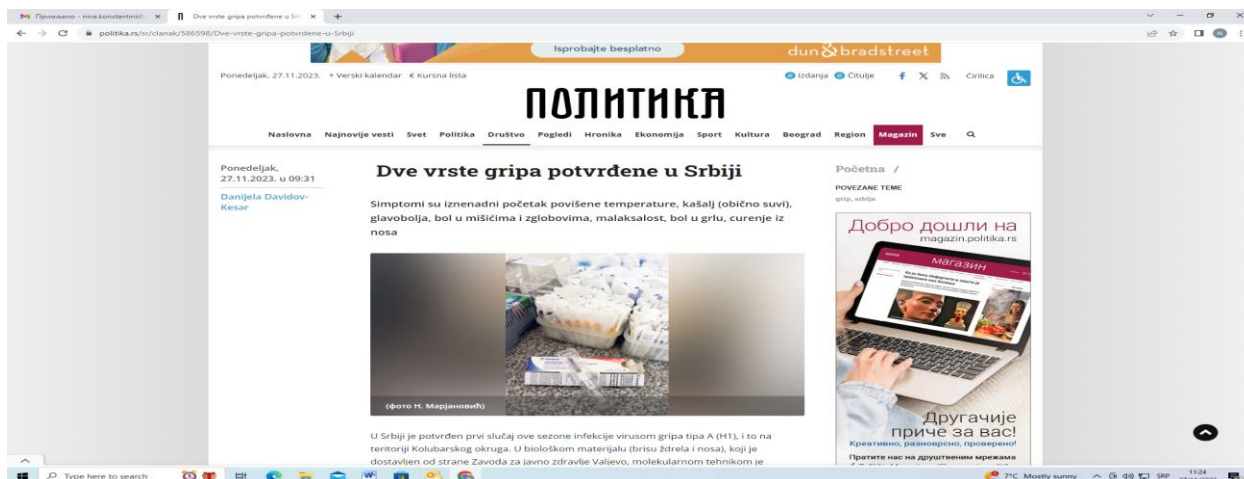 Dve vrste gripa potvrđene u Srb
politika.rs/sr/clanak/586598/Dve-vrste-gripa-potvrdene-u-Srbiji
Isprobajte besplatno
dun & bradstreet
Ponedeljak, 27.11.2023. + Verski kalendar € Kursna lista
Izdanja Čitulje Ćirilica
ПОЛИТИКА
Naslovna Najnovije vesti Svet Politika Društvo Pogledi Hronika Ekonomija Sport Kultura Beograd Region Magazin Sve
Ponedeljak,
27.11.2023. u 09:31
Danijela Davidov-
Kesar
Dve vrste gripa potvrđene u Srbiji
Simptomi su iznenadni početak povišene temperature, kašalj (obično suvi),
glavobolja, bol u mišićima i zglobovima, malaksalost, bol u grlu, curenje iz
nosa
(фото Н. Марјановић)
U Srbiji je potvrđen prvi slučaj ove sezone infekcije virusom gripa tipa A (H1), i to na
teritoriji Kolubarskog okruga. U biološkom materijalu (brisu ždrela i nosa), koji je
dostavljen od strane Zavoda za javno zdravlje Valjevo, molekularnom tehnikom je
Početna /
POVEZANE TEME
grip, srbija
Добро дошли на
magazin.politika.rs
магазин
Другачије
приче за вас!
Креативно, разноврсно, проверено!
Пратите нас на друштвеним мрежама
Type here to search
7°C Mostly sunny
SRP
11:24